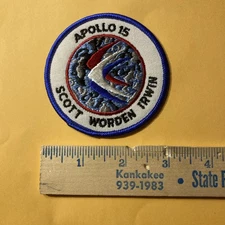 APOLLO 15
SCOTT WORDEN IRWIN
1 2 3 4
Kankakee
939-1983
• State F